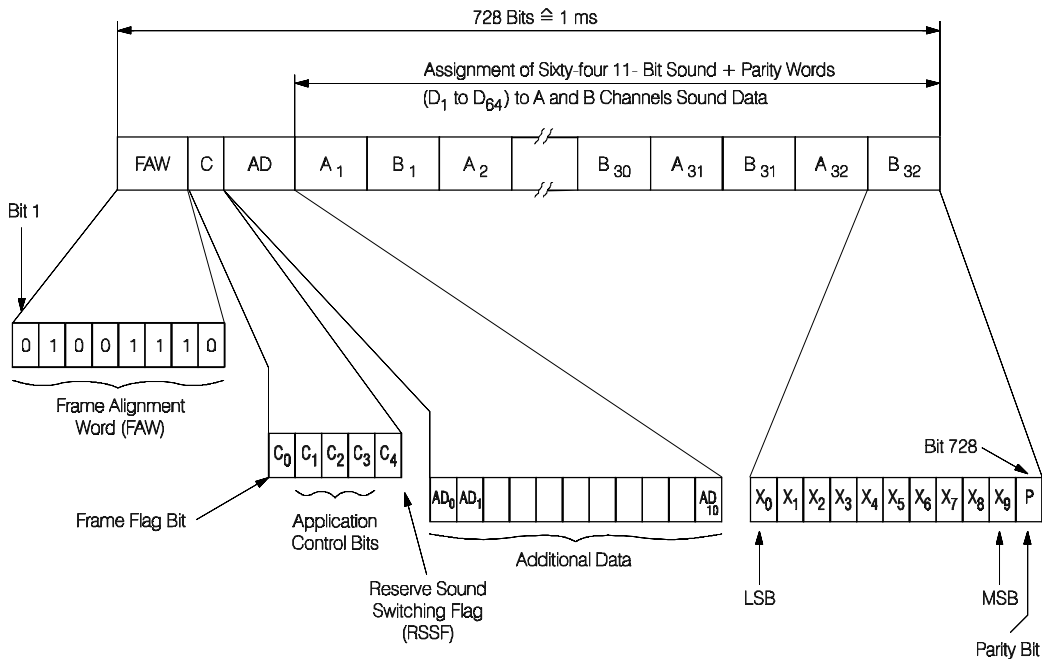 728 Bits ≙ 1 ms
Assignment of Sixty-four 11- Bit Sound + Parity Words
(D1 to D64) to A and B Channels Sound Data
FAW C AD A1 B1 A2 B30 A31 B31 A32 B32
Bit 1
0 1 0 0 1 1 1 0
Frame Alignment
Word (FAW)
C0 C1 C2 C3 C4
Frame Flag Bit
Application
Control Bits
Reserve Sound
Switching Flag
(RSSF)
AD0 AD1 AD10
Additional Data
Bit 728
X0 X1 X2 X3 X4 X5 X6 X7 X8 X9 P
LSB
MSB
Parity Bit